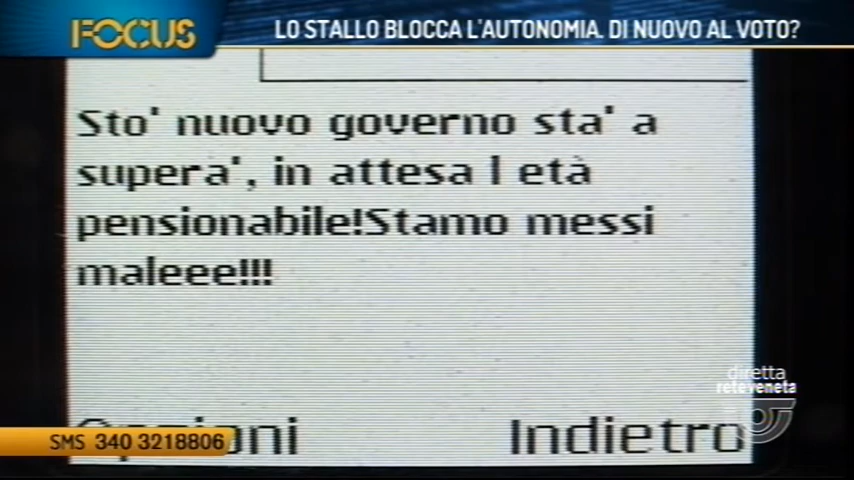 FOCUS
LO STALLO BLOCCA L'AUTONOMIA. DI NUOVO AL VOTO?
Sto' nuovo governo sta' a
supera', in attesa l età
pensionabile!Stamo messi
maleee!!!
diretta
reteveneta
Opzioni
Indietro
SMS 340 3218806